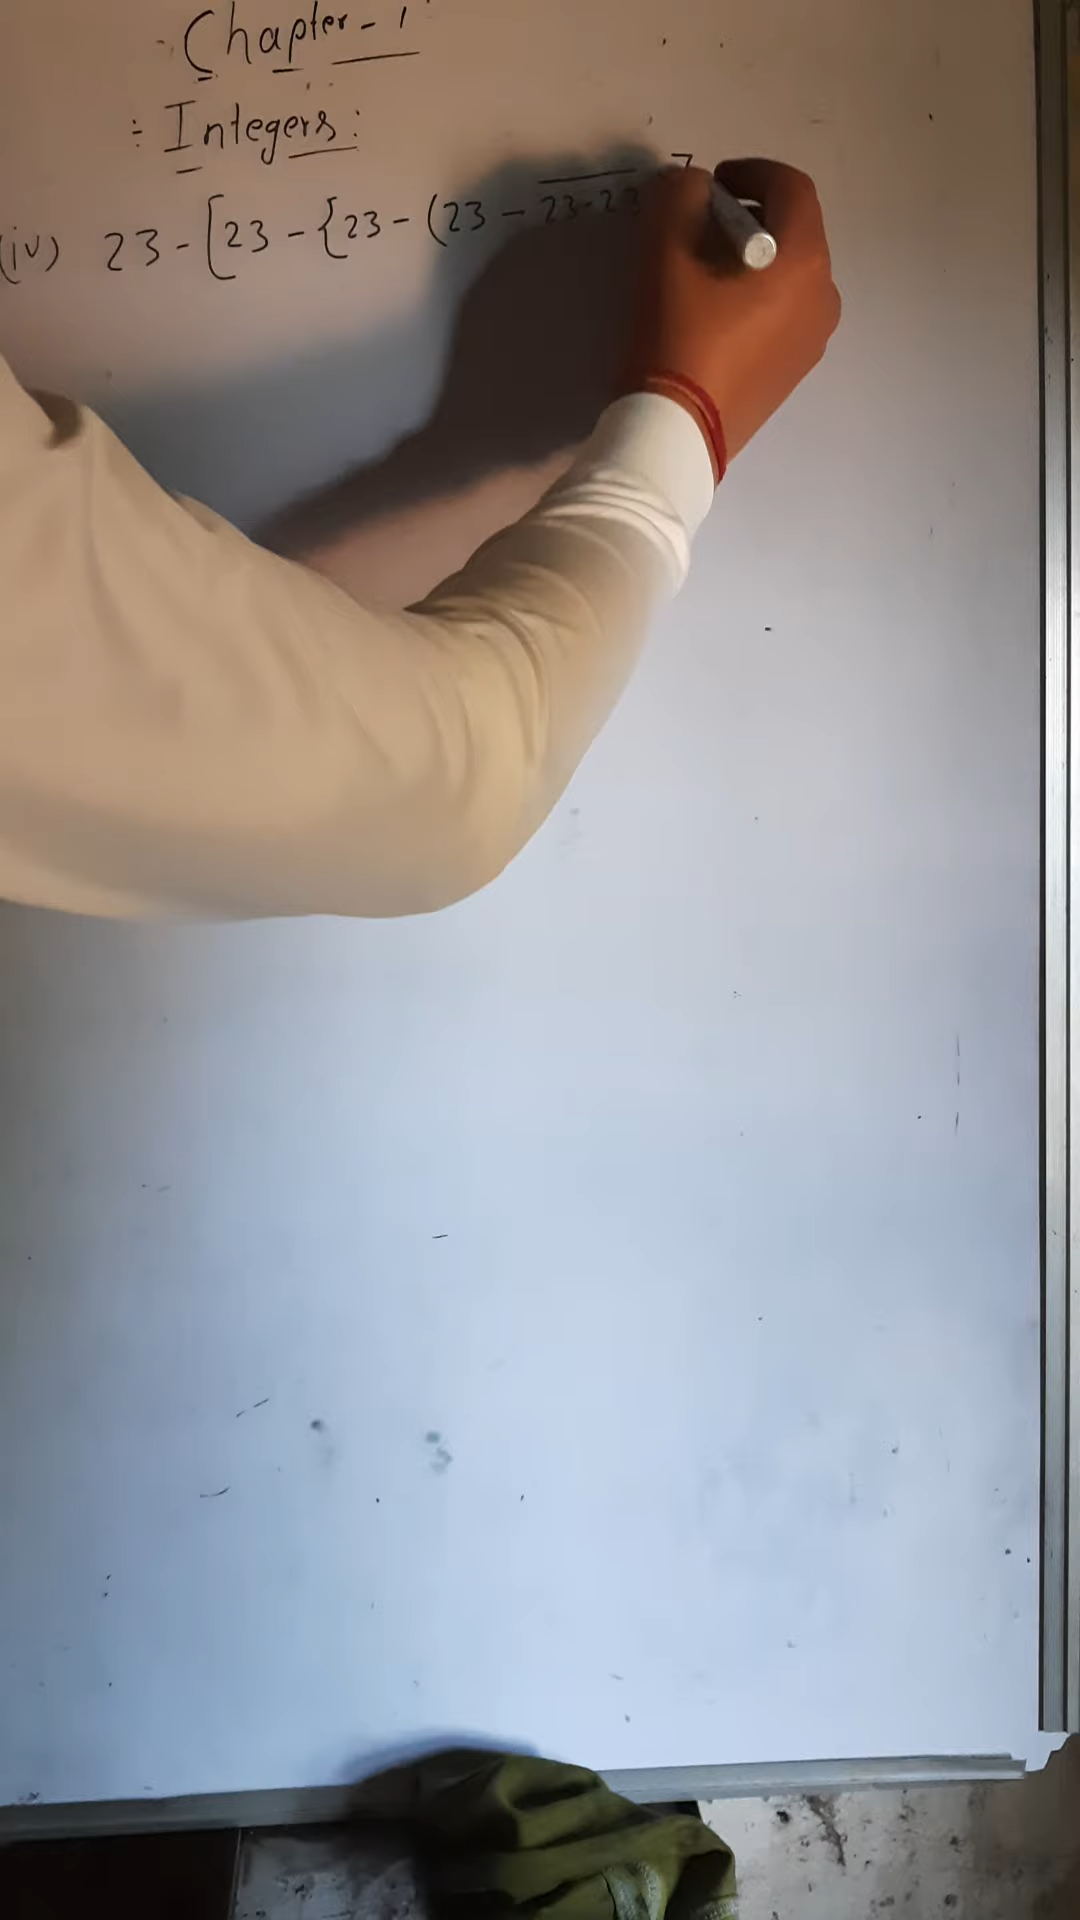 Chapter - 1
: Integers:
(iv) 23 - [23 - {23 - (23 - 23-23